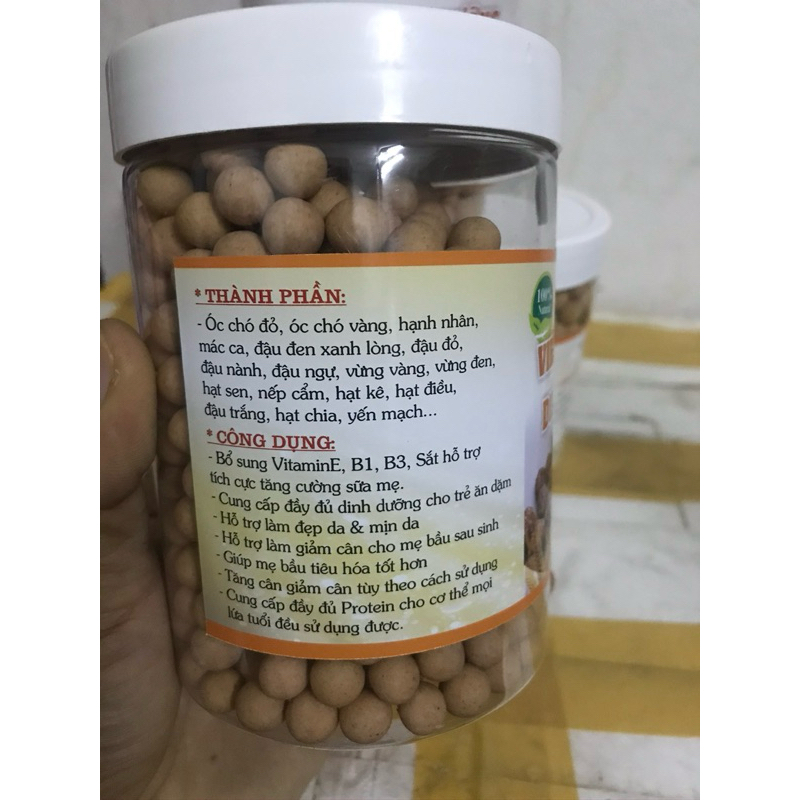 * THÀNH PHẦN:
- Óc chó đỏ, óc chó vàng, hạnh nhân,
mác ca, đậu đen xanh lòng, đậu đỏ,
đậu nành, đậu ngự, vừng vàng, vừng đen,
hạt sen, nếp cẩm, hạt kê, hạt điều,
đậu trắng, hạt chia, yến mạch...
* CÔNG DỤNG:
- Bổ sung VitaminE, B1, B3, Sắt hỗ trợ
tích cực tăng cường sữa mẹ.
- Cung cấp đầy đủ dinh dưỡng cho trẻ ăn dặm
- Hỗ trợ làm đẹp da & mịn da
- Hỗ trợ làm giảm cân cho mẹ bầu sau sinh
- Giúp mẹ bầu tiêu hóa tốt hơn
- Tăng cân giảm cân tùy theo cách sử dụng
- Cung cấp đầy đủ Protein cho cơ thể mọi
lứa tuổi đều sử dụng được.